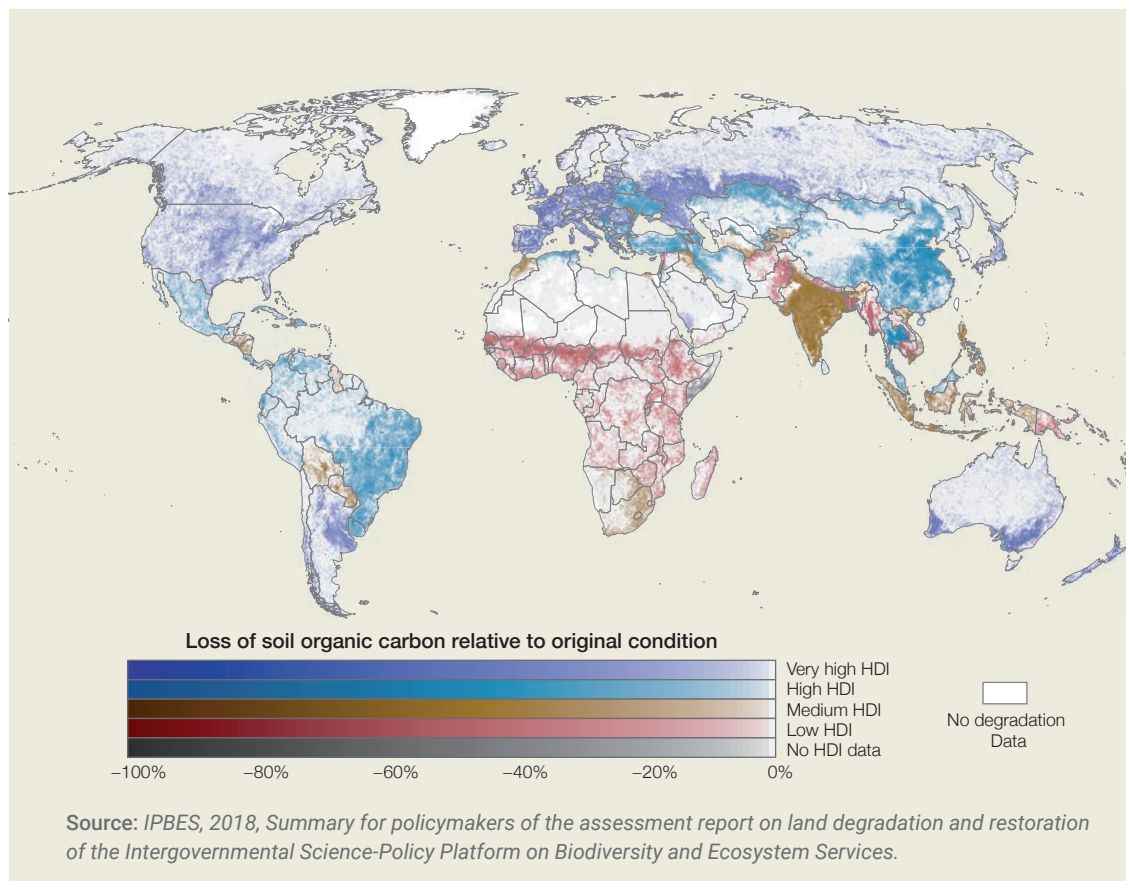 Loss of soil organic carbon relative to original condition
Very high HDI
High HDI
Medium HDI
Low HDI
No HDI data
−100%
−80%
−60%
−40%
−20%
0%
No degradation
Data
Source: IPBES, 2018, Summary for policymakers of the assessment report on land degradation and restoration
of the Intergovernmental Science-Policy Platform on Biodiversity and Ecosystem Services.